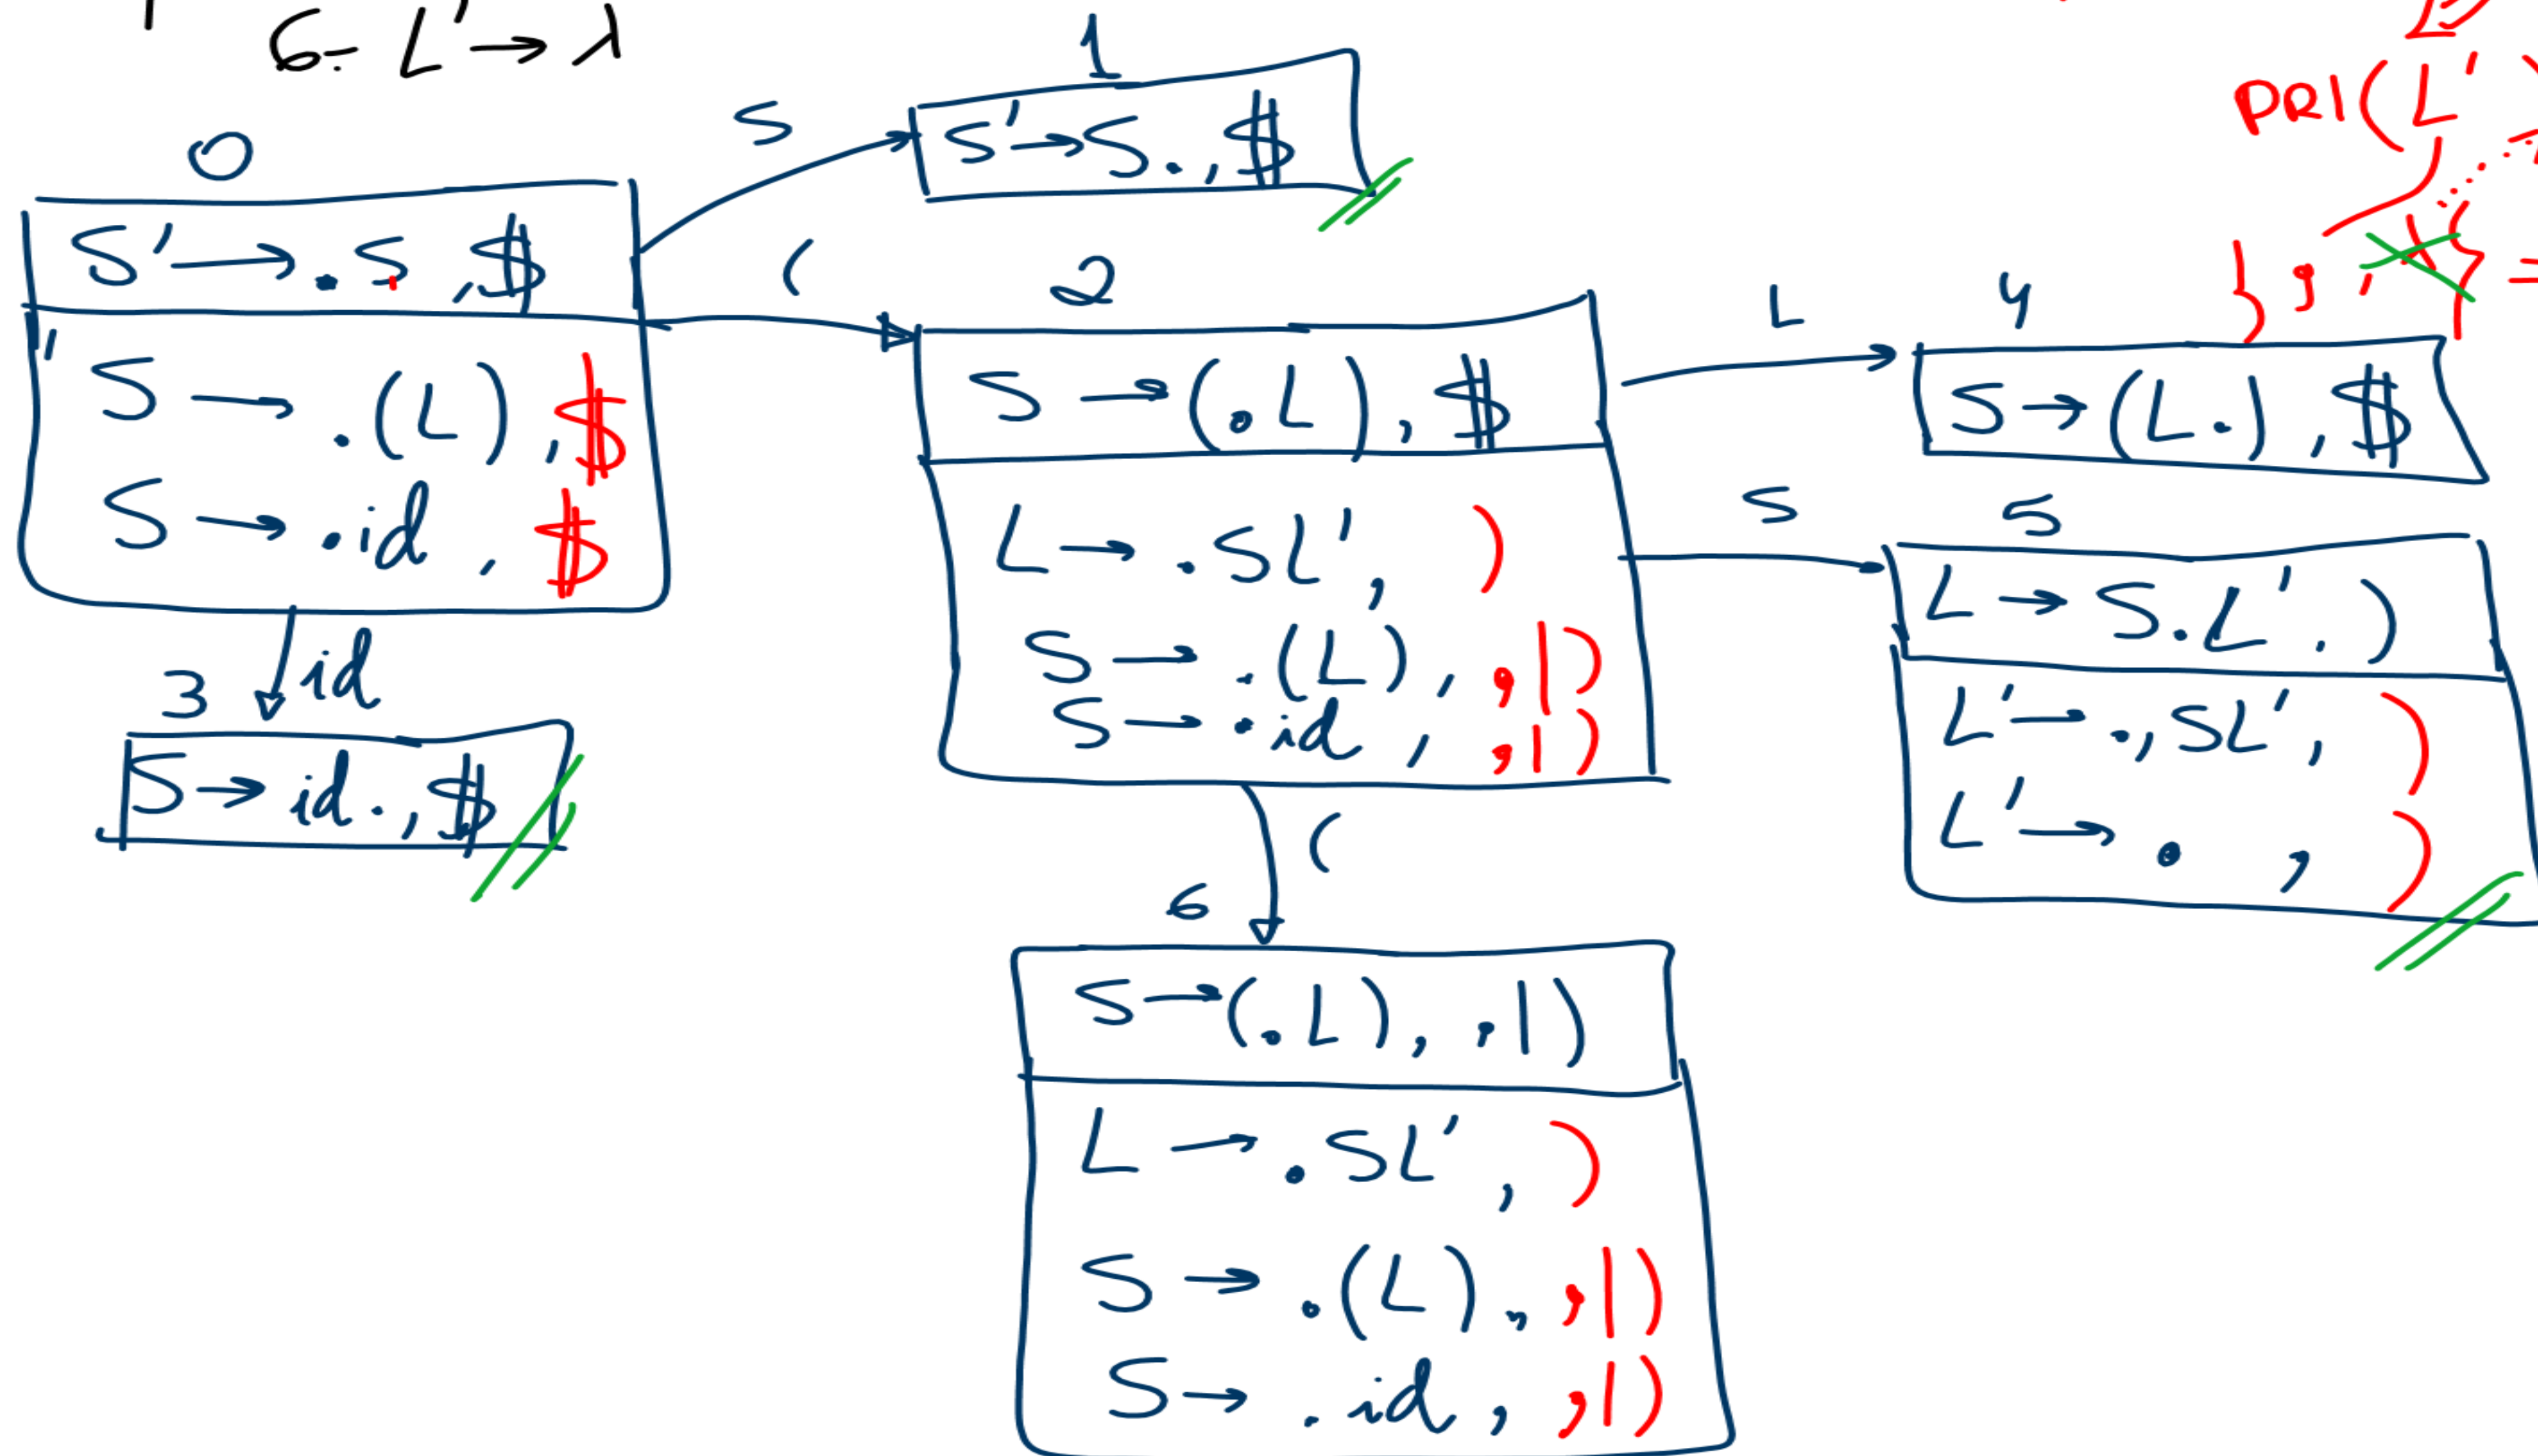 6- L' → λ
0
S' → .S ,$
S → .(L) ,$
S → .id , $
S
1
S' → S. ,$
(
2
S → (.L) , $
L → .SL' , )
S → .(L) , ,|)
S → .id , ,|)
L
4
S → (L.) , $
S
5
L → S.L' , )
L' → .,SL' , )
L' → . , )
id
3
S → id. ,$
(
6
S → (.L) , ,|)
L → .SL' , )
S → .(L) , ,|)
S → .id , ,|)
PRI(L'